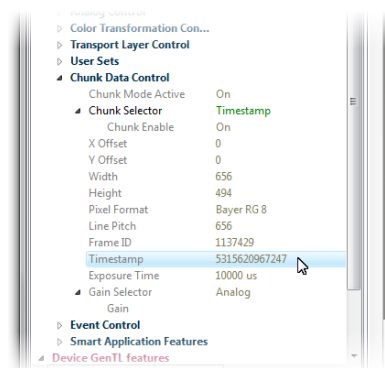 Analog Control
Color Transformation Con...
Transport Layer Control
User Sets
Chunk Data Control
Chunk Mode Active On
Chunk Selector Timestamp
Chunk Enable On
X Offset 0
Y Offset 0
Width 656
Height 494
Pixel Format Bayer RG 8
Line Pitch 656
Frame ID 1137429
Timestamp 5315620967247
Exposure Time 10000 us
Gain Selector Analog
Gain
Event Control
Smart Application Features
Device GenTL features